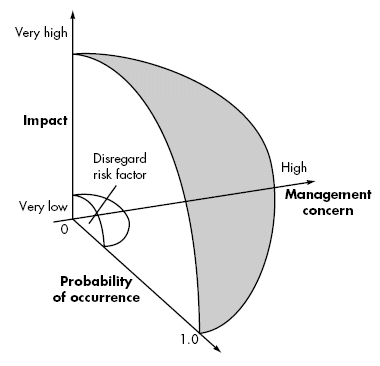 Very high
Impact
Disregard
risk factor
High
Management
concern
Very low
0
Probability
of occurrence
1.0